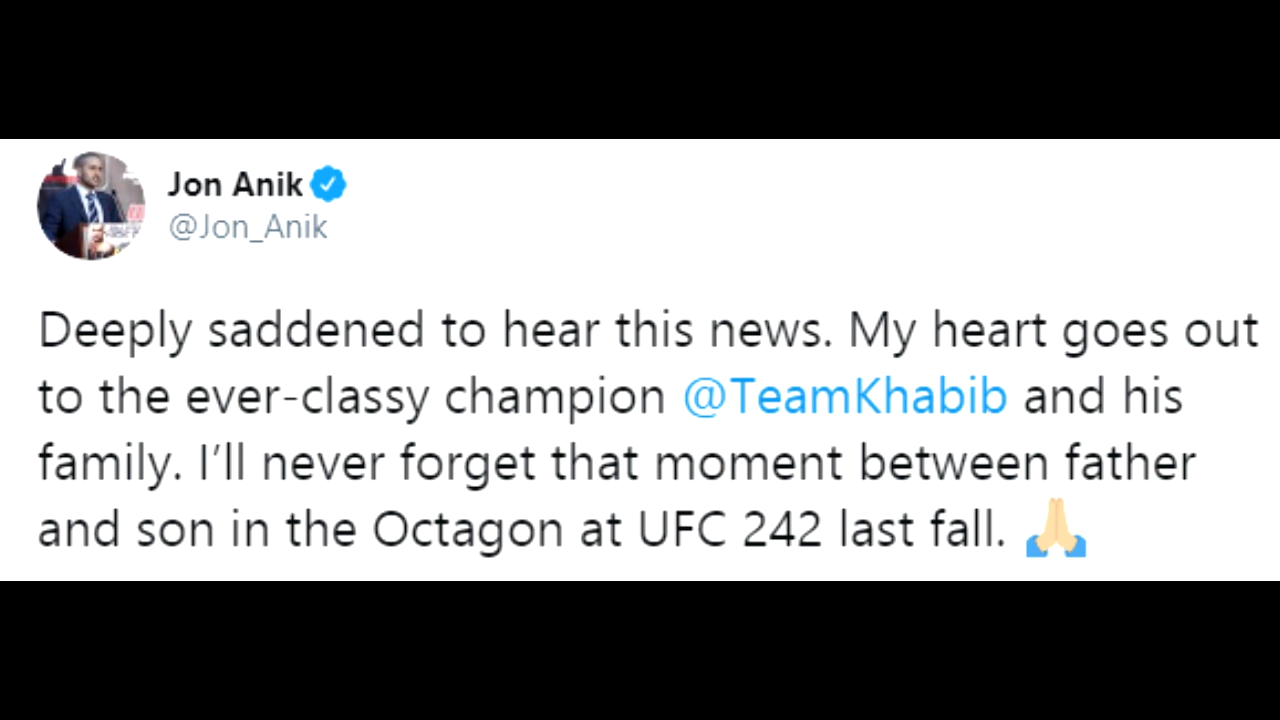 Jon Anik
@Jon_Anik
Deeply saddened to hear this news. My heart goes out
to the ever-classy champion @TeamKhabib and his
family. I’ll never forget that moment between father
and son in the Octagon at UFC 242 last fall. 🙏🏻